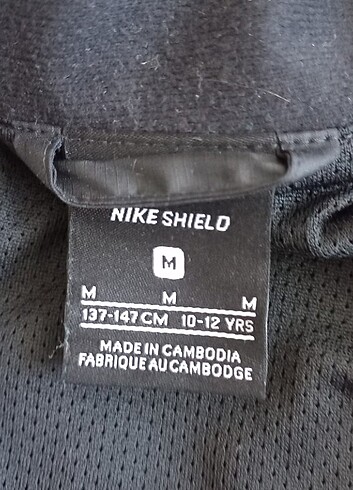 NIKE SHIELD
M
M M M
137-147 CM 10-12 YRS
MADE IN CAMBODIA
FABRIQUE AU CAMBODGE